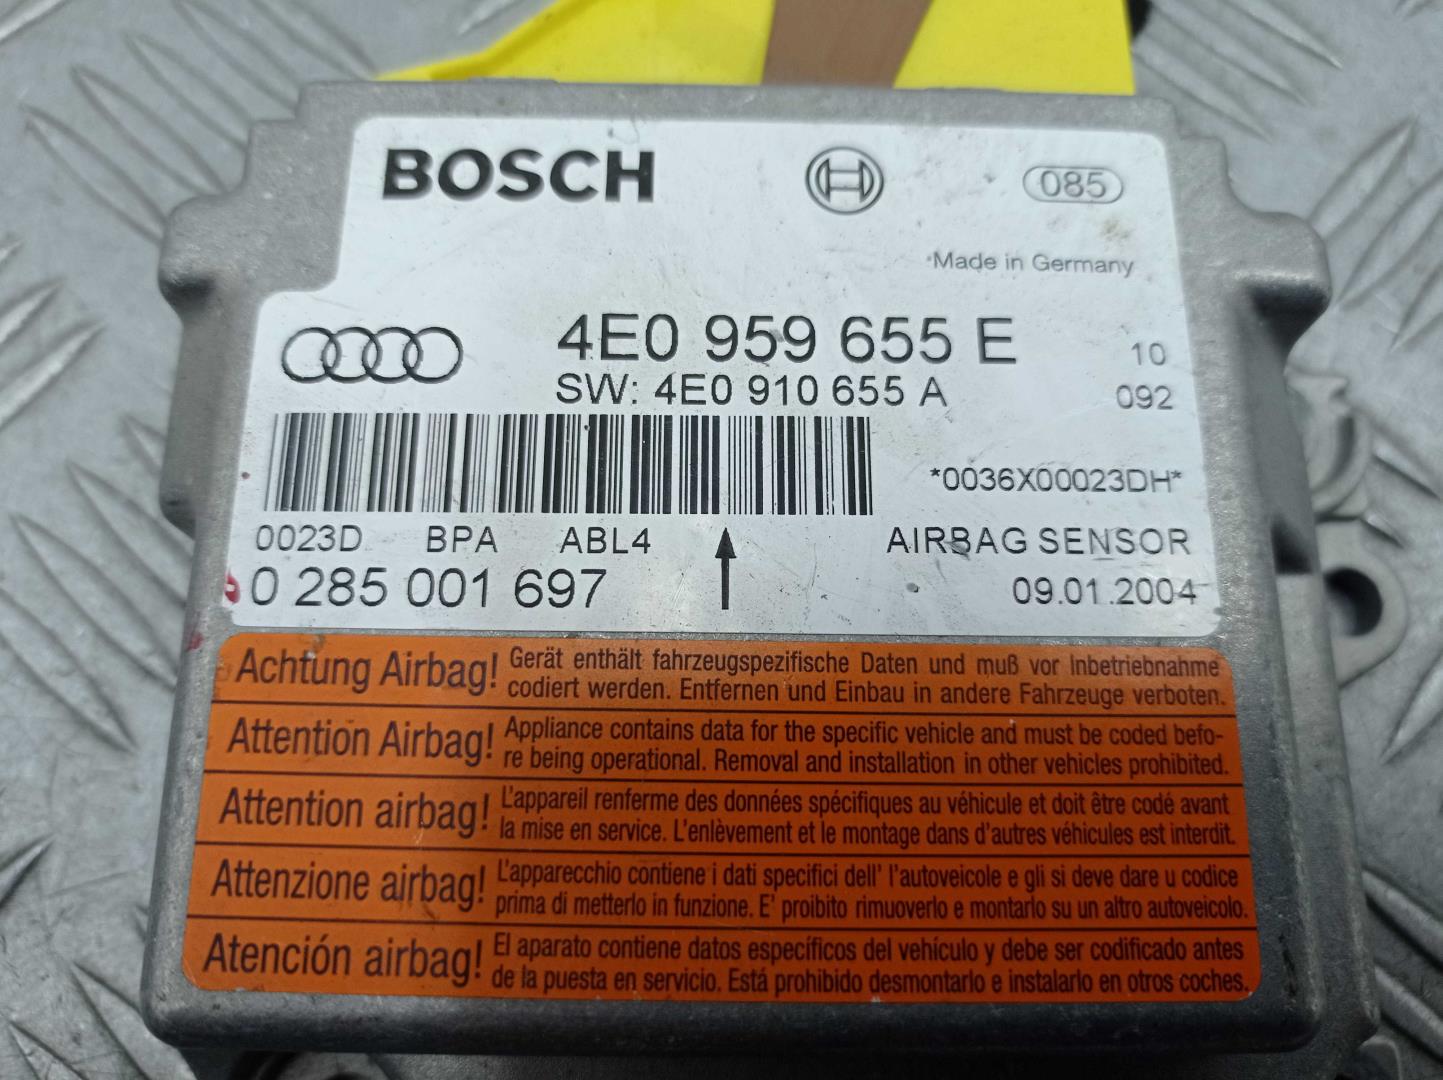 BOSCH
085
Made in Germany
4E0 959 655 E 10
SW: 4E0 910 655 A 092
*0036X00023DH*
0023D BPA ABL4 AIRBAG SENSOR
0 285 001 697 09.01.2004
Achtung Airbag! Gerät enthält fahrzeugspezifische Daten und muß vor Inbetriebnahme
codiert werden. Entfernen und Einbau in andere Fahrzeuge verboten.
Attention Airbag! Appliance contains data for the specific vehicle and must be coded befo-
re being operational. Removal and installation in other vehicles prohibited.
Attention airbag! L'appareil renferme des données spécifiques au véhicule et doit être codé avant
la mise en service. L'enlèvement et le montage dans d'autres véhicules est interdit.
Attenzione airbag! L'apparecchio contiene i dati specifici dell' l'autoveicole e gli si deve dare u codice
prima di metterlo in funzione. E' proibito rimuoverlo e montarlo su un altro autoveicolo.
Atención airbag! El aparato contiene datos específicos del vehículo y debe ser codificado antes
de la puesta en servicio. Está prohibido desmontarlo e instalarlo en otros coches.